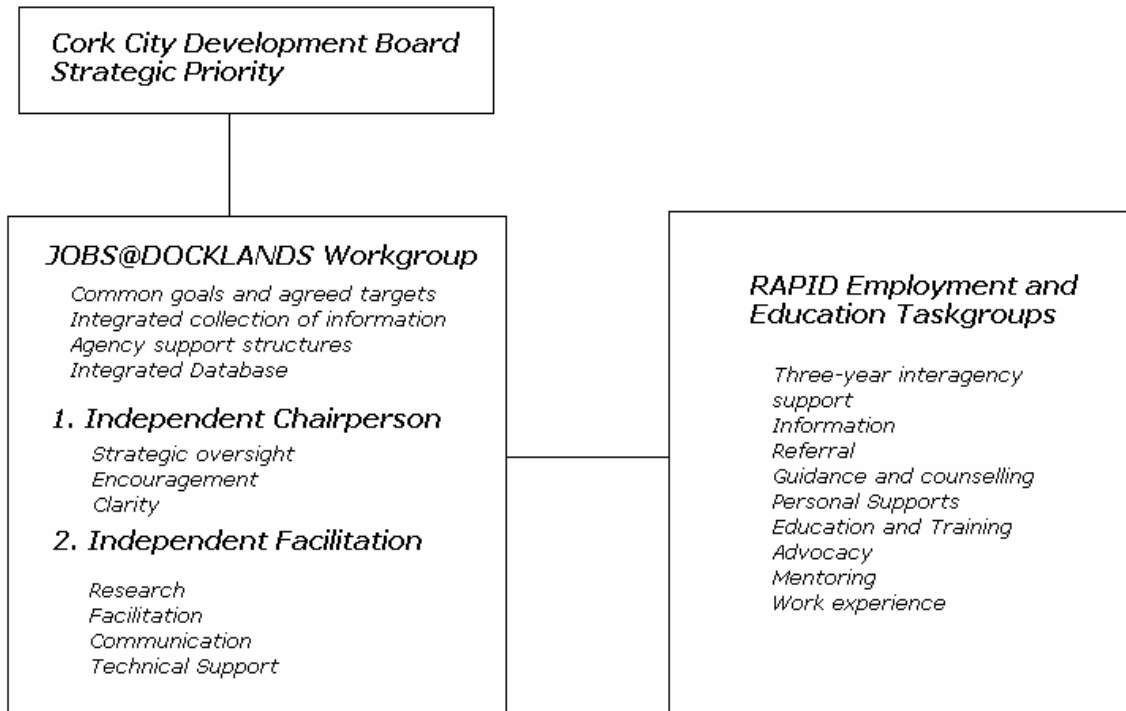 Cork City Development Board
Strategic Priority
JOBS@DOCKLANDS Workgroup
Common goals and agreed targets
Integrated collection of information
Agency support structures
Integrated Database
1. Independent Chairperson
Strategic oversight
Encouragement
Clarity
2. Independent Facilitation
Research
Facilitation
Communication
Technical Support
RAPID Employment and
Education Taskgroups
Three-year interagency
support
Information
Referral
Guidance and counselling
Personal Supports
Education and Training
Advocacy
Mentoring
Work experience